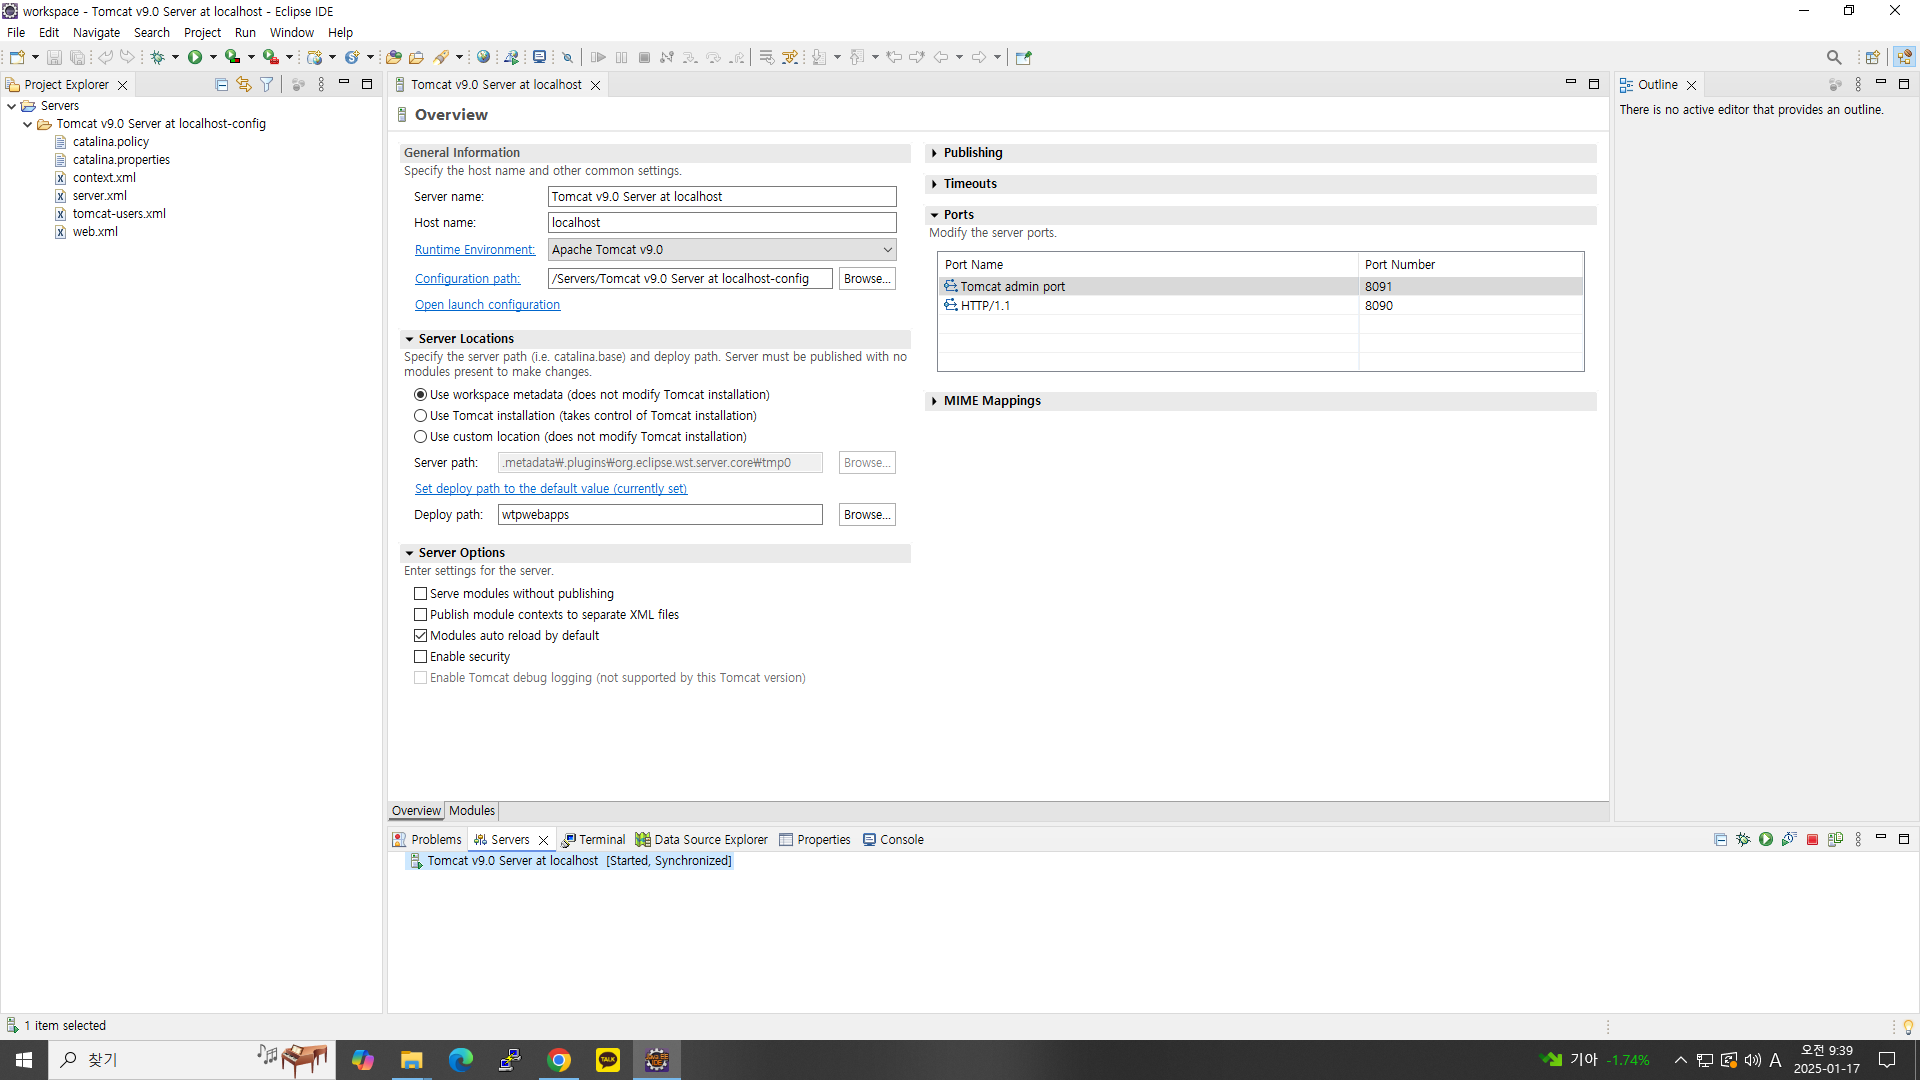 workspace - Tomcat v9.0 Server at localhost - Eclipse IDE
File Edit Navigate Search Project Run Window Help
Project Explorer
Servers
Tomcat v9.0 Server at localhost-config
catalina.policy
catalina.properties
context.xml
server.xml
tomcat-users.xml
web.xml
Tomcat v9.0 Server at localhost
Overview
General Information
Specify the host name and other common settings.
Server name: Tomcat v9.0 Server at localhost
Host name: localhost
Runtime Environment: Apache Tomcat v9.0
Configuration path: /Servers/Tomcat v9.0 Server at localhost-config Browse...
Open launch configuration
Server Locations
Specify the server path (i.e. catalina.base) and deploy path. Server must be published with no
modules present to make changes.
Use workspace metadata (does not modify Tomcat installation)
Use Tomcat installation (takes control of Tomcat installation)
Use custom location (does not modify Tomcat installation)
Server path: .metadata₩.plugins₩org.eclipse.wst.server.core₩tmp0 Browse...
Set deploy path to the default value (currently set)
Deploy path: wtpwebapps Browse...
Server Options
Enter settings for the server.
Serve modules without publishing
Publish module contexts to separate XML files
Modules auto reload by default
Enable security
Enable Tomcat debug logging (not supported by this Tomcat version)
Publishing
Timeouts
Ports
Modify the server ports.
Port Name Port Number
Tomcat admin port 8091
HTTP/1.1 8090
MIME Mappings
Overview Modules
Outline
There is no active editor that provides an outline.
Problems Servers Terminal Data Source Explorer Properties Console
Tomcat v9.0 Server at localhost [Started, Synchronized]
1 item selected
찾기
TALK
Java EE
IDE
기아 -1.74%
A
오전 9:39
2025-01-17